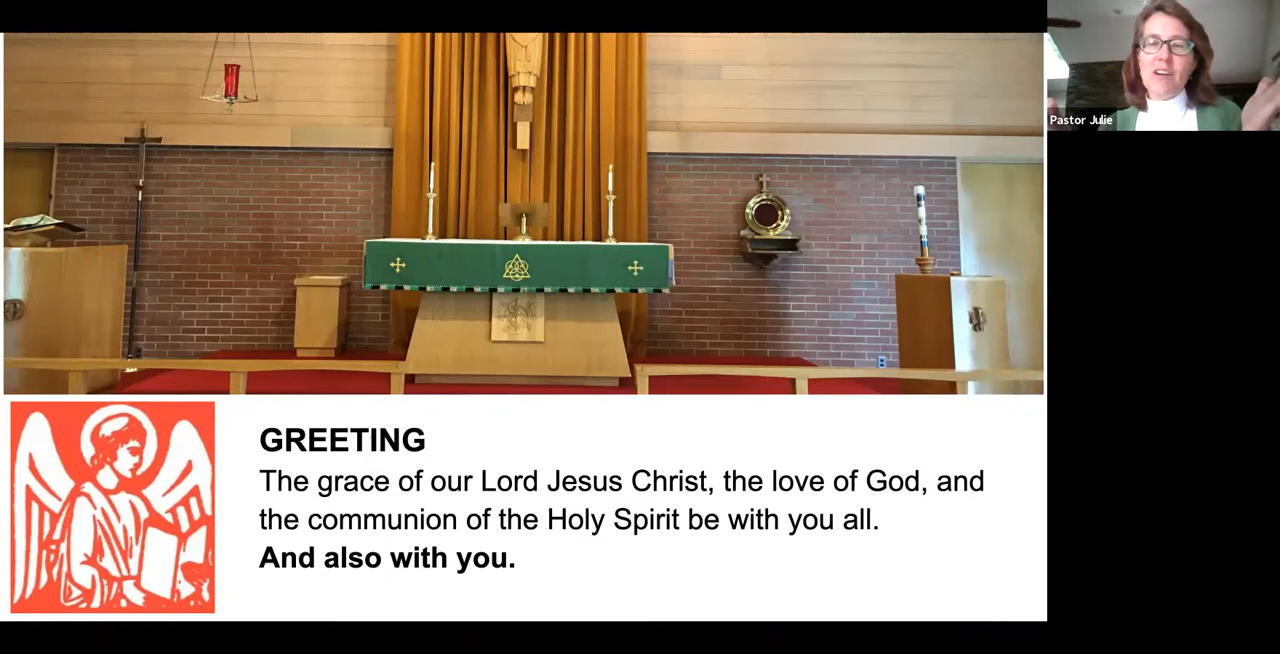 Pastor Julie
GREETING
The grace of our Lord Jesus Christ, the love of God, and
the communion of the Holy Spirit be with you all.
And also with you.